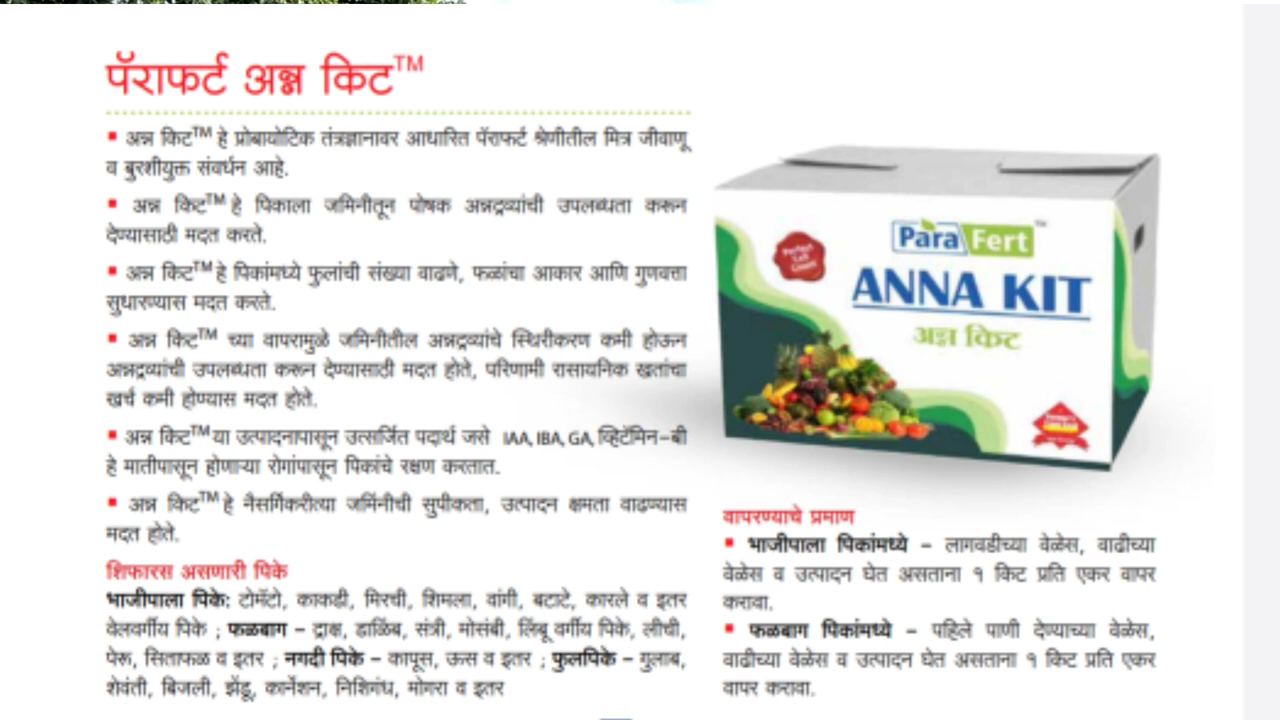 पॅराफर्ट अन्न किट™
▪ अन्न किट™ हे प्रोबायोटिक तंत्रज्ञानावर आधारित पॅराफर्ट श्रेणीतील मित्र जीवाणू
व बुरशीयुक्त संवर्धन आहे.
▪ अन्न किट™ हे पिकाला जमिनीतून पोषक अन्नद्रव्यांची उपलब्धता करून
देण्यासाठी मदत करते.
▪ अन्न किट™ हे पिकांमध्ये फुलांची संख्या वाढणे, फळांचा आकार आणि गुणवत्ता
सुधारण्यास मदत करते.
▪ अन्न किट™ च्या वापरामुळे जमिनीतील अन्नद्रव्यांचे स्थिरीकरण कमी होऊन
अन्नद्रव्यांची उपलब्धता करून देण्यासाठी मदत होते, परिणामी रासायनिक खतांचा
खर्च कमी होण्यास मदत होते.
▪ अन्न किट™ या उत्पादनापासून उत्सर्जित पदार्थ जसे IAA, IBA, GA, व्हिटॅमिन-बी
हे मातीपासून होणाऱ्या रोगांपासून पिकांचे रक्षण करतात.
▪ अन्न किट™ हे नैसर्गिकरीत्या जमिनीची सुपीकता, उत्पादन क्षमता वाढण्यास
मदत होते.
शिफारस असणारी पिके
भाजीपाला पिके: टोमॅटो, काकडी, मिरची, शिमला, वांगी, बटाटे, कारले व इतर
वेलवर्गीय पिके ; फळबाग – द्राक्ष, डाळिंब, संत्री, मोसंबी, लिंबू वर्गीय पिके, लीची,
पेरू, सिताफळ व इतर ; नगदी पिके – कापूस, ऊस व इतर ; फुलपिके – गुलाब,
शेवंती, बिजली, झेंडू, कार्नेशन, निशिगंध, मोगरा व इतर
Para Fert ™
Perfect
Cell
Count
ANNA KIT
अन्न किट
वापरण्याचे प्रमाण
▪ भाजीपाला पिकांमध्ये – लागवडीच्या वेळेस, वाढीच्या
वेळेस व उत्पादन घेत असताना १ किट प्रति एकर वापर
करावा.
▪ फळबाग पिकांमध्ये – पहिले पाणी देण्याच्या वेळेस,
वाढीच्या वेळेस व उत्पादन घेत असताना १ किट प्रति एकर
वापर करावा.